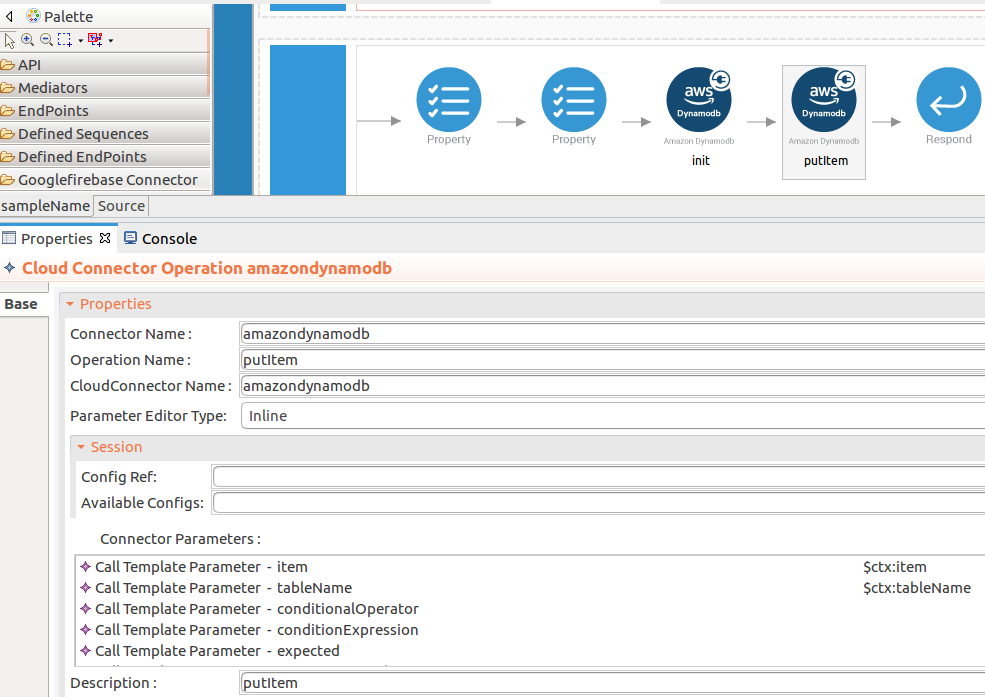 Palette
API
Mediators
EndPoints
Defined Sequences
Defined EndPoints
Googlefirebase Connector
aws
Dynamodb
aws
Dynamodb
Property
Property
Amazon Dynamodb
Amazon Dynamodb
Respond
init
putItem
sampleName
Source
Properties
Console
Cloud Connector Operation amazondynamodb
Base
Properties
Connector Name :
amazondynamodb
Operation Name :
putItem
CloudConnector Name :
amazondynamodb
Parameter Editor Type:
Inline
Session
Config Ref:
Available Configs:
Connector Parameters :
Call Template Parameter - item
$ctx:item
Call Template Parameter - tableName
$ctx:tableName
Call Template Parameter - conditionalOperator
Call Template Parameter - conditionExpression
Call Template Parameter - expected
Description :
putItem